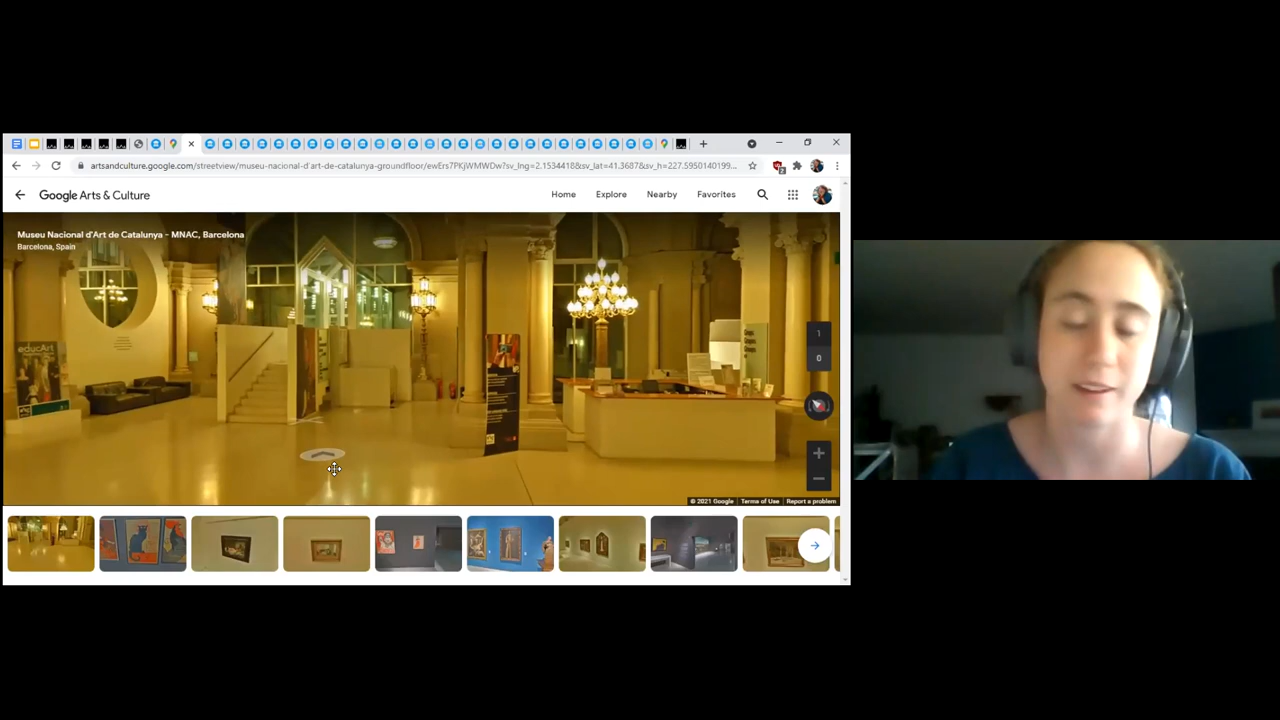 artsandculture.google.com/streetview/museu-nacional-d'art-de-catalunya-groundfloor/ewErs7PKjWMWDw?sv_lng=2.1534418&sv_lat=41.3687&sv_h=227.5950140199...
Google Arts & Culture
Home
Explore
Nearby
Favorites
Museu Nacional d'Art de Catalunya - MNAC, Barcelona
Barcelona, Spain
educArt
1
0
© 2021 Google
Terms of Use
Report a problem